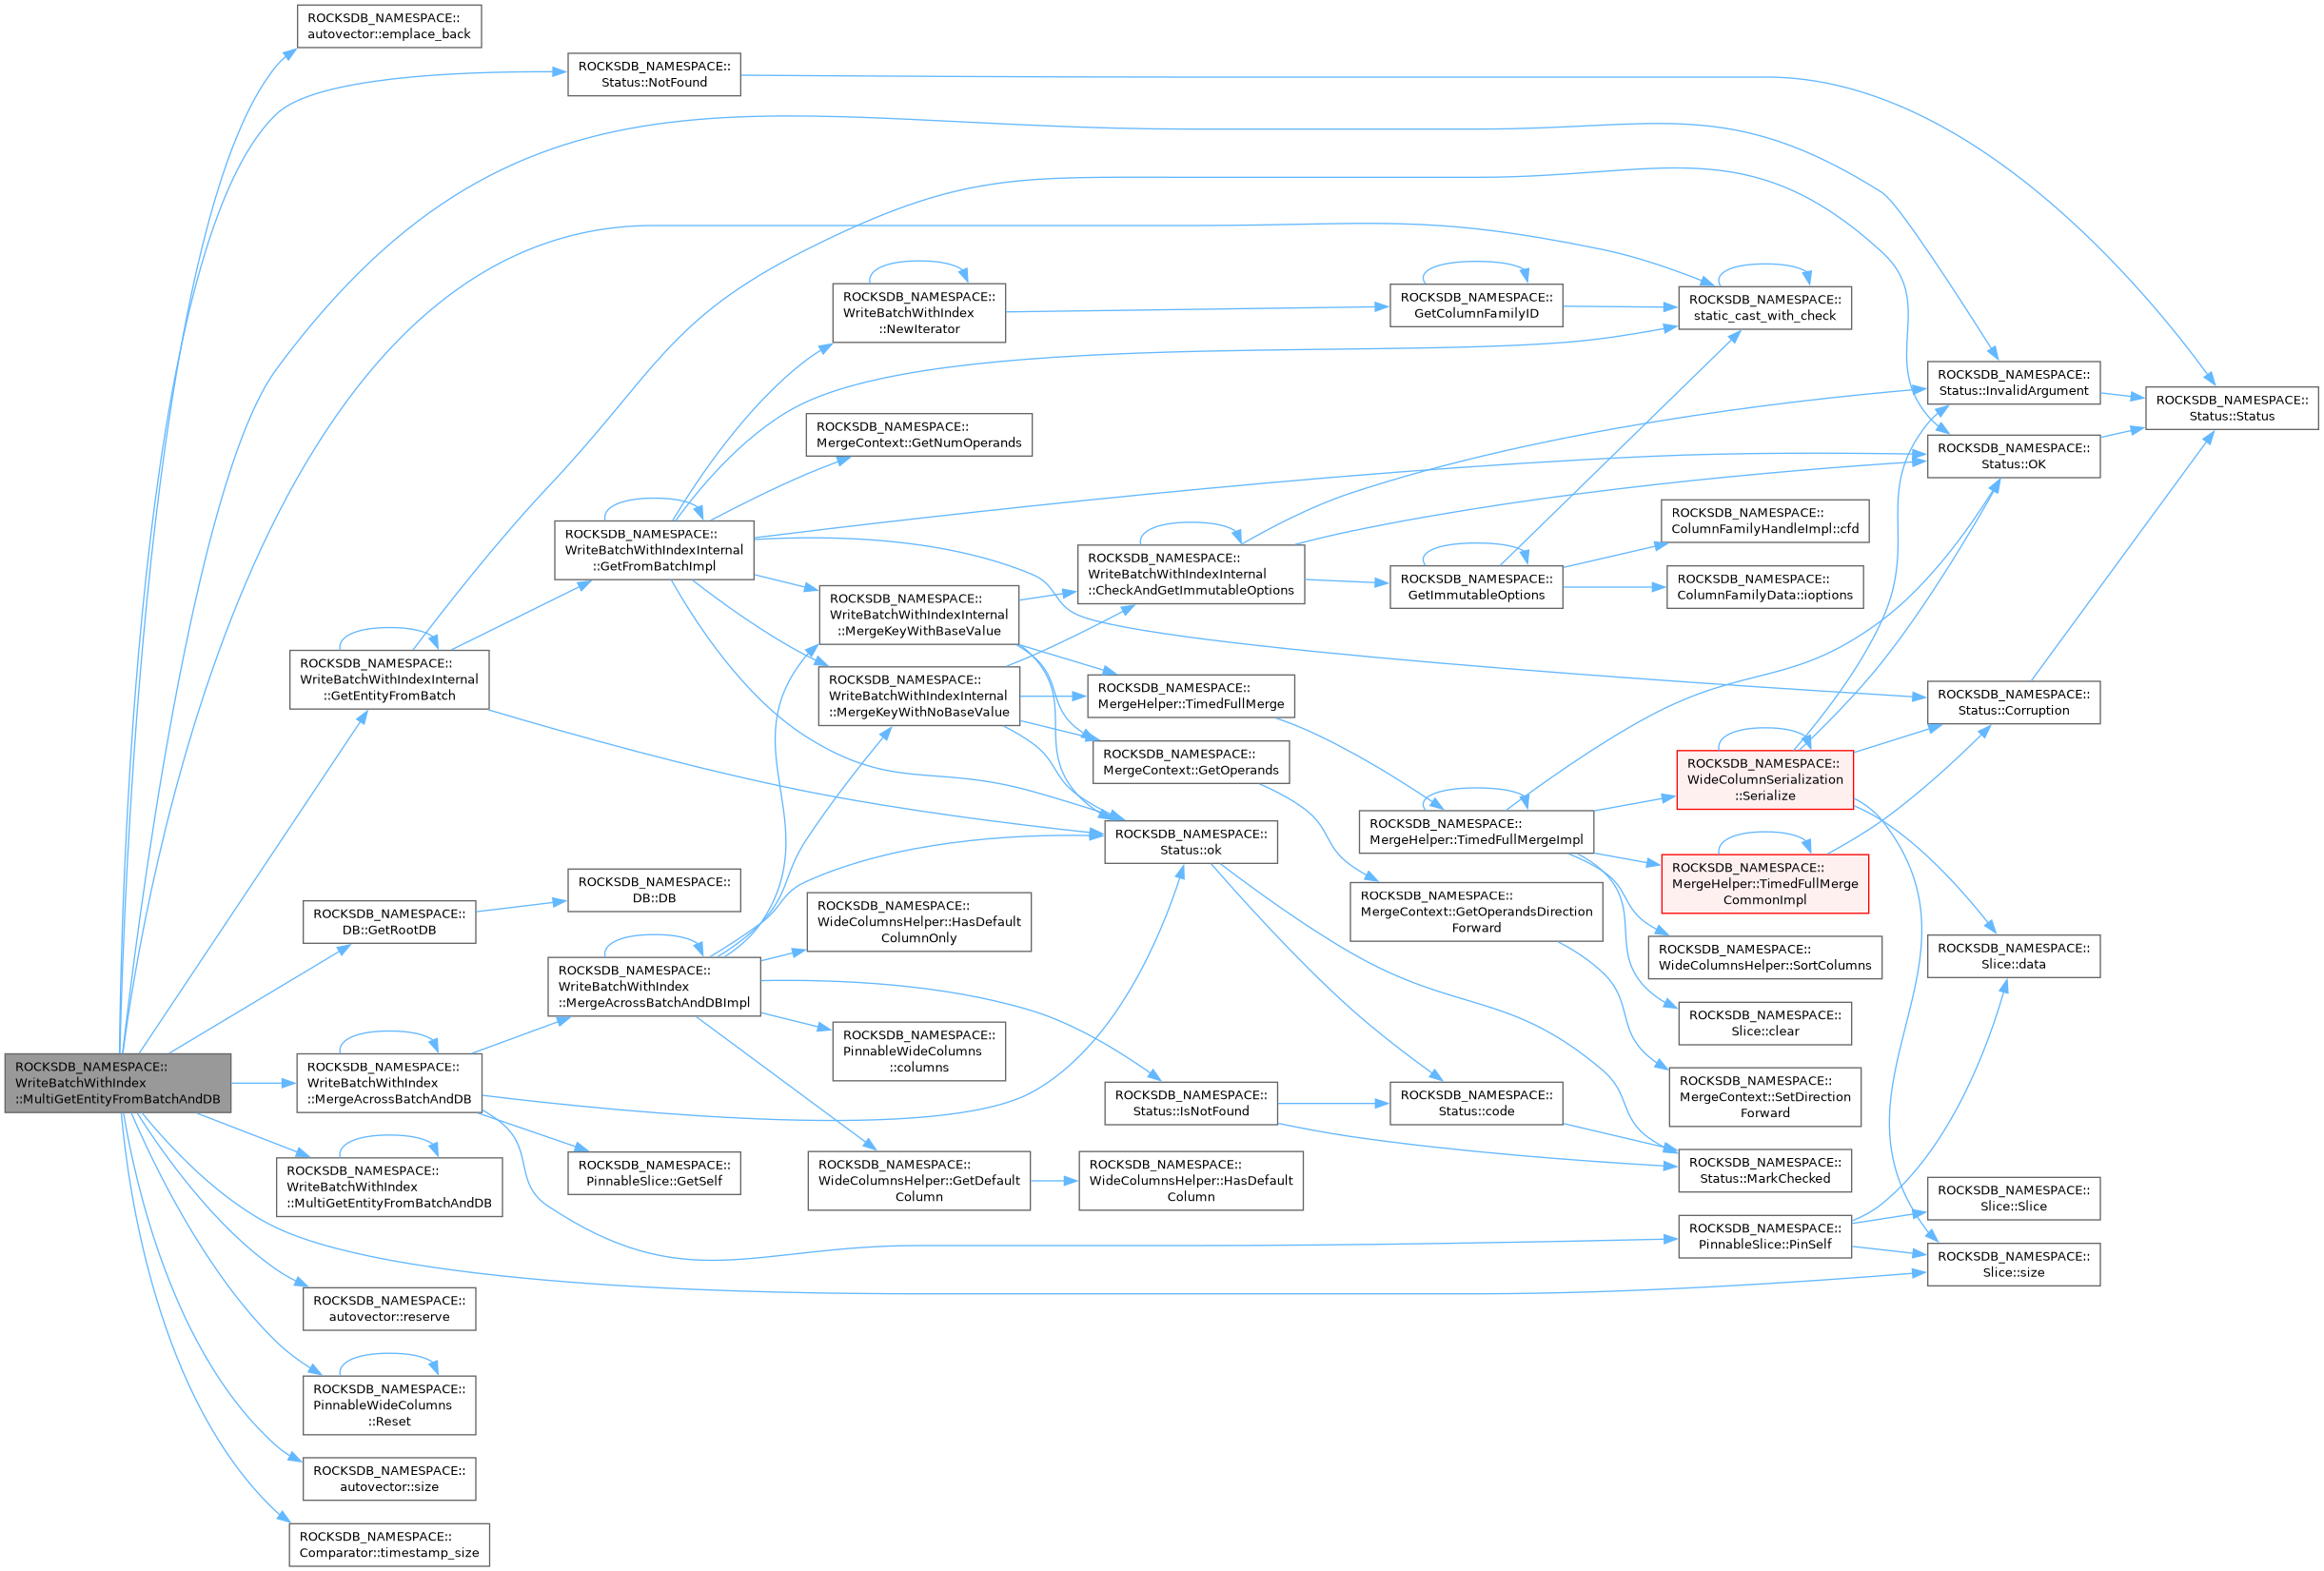 ROCKSDB_NAMESPACE::
autovector::emplace_back
ROCKSDB_NAMESPACE::
Status::NotFound
ROCKSDB_NAMESPACE::
WriteBatchWithIndex
::NewIterator
ROCKSDB_NAMESPACE::
GetColumnFamilyID
ROCKSDB_NAMESPACE::
static_cast_with_check
ROCKSDB_NAMESPACE::
Status::InvalidArgument
ROCKSDB_NAMESPACE::
Status::Status
ROCKSDB_NAMESPACE::
MergeContext::GetNumOperands
ROCKSDB_NAMESPACE::
Status::OK
ROCKSDB_NAMESPACE::
WriteBatchWithIndexInternal
::GetFromBatchImpl
ROCKSDB_NAMESPACE::
ColumnFamilyHandleImpl::cfd
ROCKSDB_NAMESPACE::
WriteBatchWithIndexInternal
::CheckAndGetImmutableOptions
ROCKSDB_NAMESPACE::
GetImmutableOptions
ROCKSDB_NAMESPACE::
ColumnFamilyData::ioptions
ROCKSDB_NAMESPACE::
WriteBatchWithIndexInternal
::MergeKeyWithBaseValue
ROCKSDB_NAMESPACE::
WriteBatchWithIndexInternal
::GetEntityFromBatch
ROCKSDB_NAMESPACE::
WriteBatchWithIndexInternal
::MergeKeyWithNoBaseValue
ROCKSDB_NAMESPACE::
MergeHelper::TimedFullMerge
ROCKSDB_NAMESPACE::
Status::Corruption
ROCKSDB_NAMESPACE::
MergeContext::GetOperands
ROCKSDB_NAMESPACE::
WideColumnSerialization
::Serialize
ROCKSDB_NAMESPACE::
Status::ok
ROCKSDB_NAMESPACE::
MergeHelper::TimedFullMergeImpl
ROCKSDB_NAMESPACE::
MergeHelper::TimedFullMerge
CommonImpl
ROCKSDB_NAMESPACE::
DB::DB
ROCKSDB_NAMESPACE::
DB::GetRootDB
ROCKSDB_NAMESPACE::
WideColumnsHelper::HasDefault
ColumnOnly
ROCKSDB_NAMESPACE::
MergeContext::GetOperandsDirection
Forward
ROCKSDB_NAMESPACE::
WideColumnsHelper::SortColumns
ROCKSDB_NAMESPACE::
Slice::data
ROCKSDB_NAMESPACE::
WriteBatchWithIndex
::MergeAcrossBatchAndDBImpl
ROCKSDB_NAMESPACE::
Slice::clear
ROCKSDB_NAMESPACE::
PinnableWideColumns
::columns
ROCKSDB_NAMESPACE::
WriteBatchWithIndex
::MultiGetEntityFromBatchAndDB
ROCKSDB_NAMESPACE::
WriteBatchWithIndex
::MergeAcrossBatchAndDB
ROCKSDB_NAMESPACE::
Status::IsNotFound
ROCKSDB_NAMESPACE::
Status::code
ROCKSDB_NAMESPACE::
MergeContext::SetDirection
Forward
ROCKSDB_NAMESPACE::
WriteBatchWithIndex
::MultiGetEntityFromBatchAndDB
ROCKSDB_NAMESPACE::
PinnableSlice::GetSelf
ROCKSDB_NAMESPACE::
WideColumnsHelper::GetDefault
Column
ROCKSDB_NAMESPACE::
WideColumnsHelper::HasDefault
Column
ROCKSDB_NAMESPACE::
Status::MarkChecked
ROCKSDB_NAMESPACE::
Slice::Slice
ROCKSDB_NAMESPACE::
PinnableSlice::PinSelf
ROCKSDB_NAMESPACE::
Slice::size
ROCKSDB_NAMESPACE::
autovector::reserve
ROCKSDB_NAMESPACE::
PinnableWideColumns
::Reset
ROCKSDB_NAMESPACE::
autovector::size
ROCKSDB_NAMESPACE::
Comparator::timestamp_size